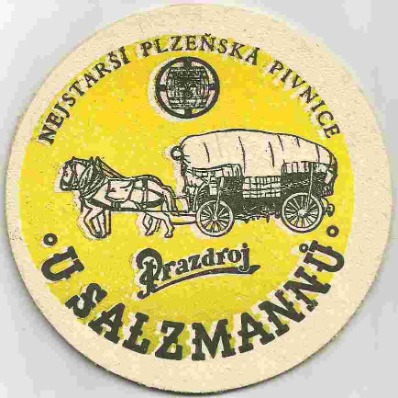 NEJSTARŠÍ PLZEŇSKÁ PIVNICE
Prazdroj
U SALZMANNŮ